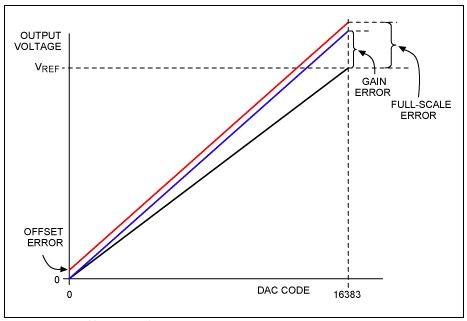 OUTPUT
VOLTAGE
VREF
GAIN
ERROR
FULL-SCALE
ERROR
OFFSET
ERROR
0
0
DAC CODE
16383